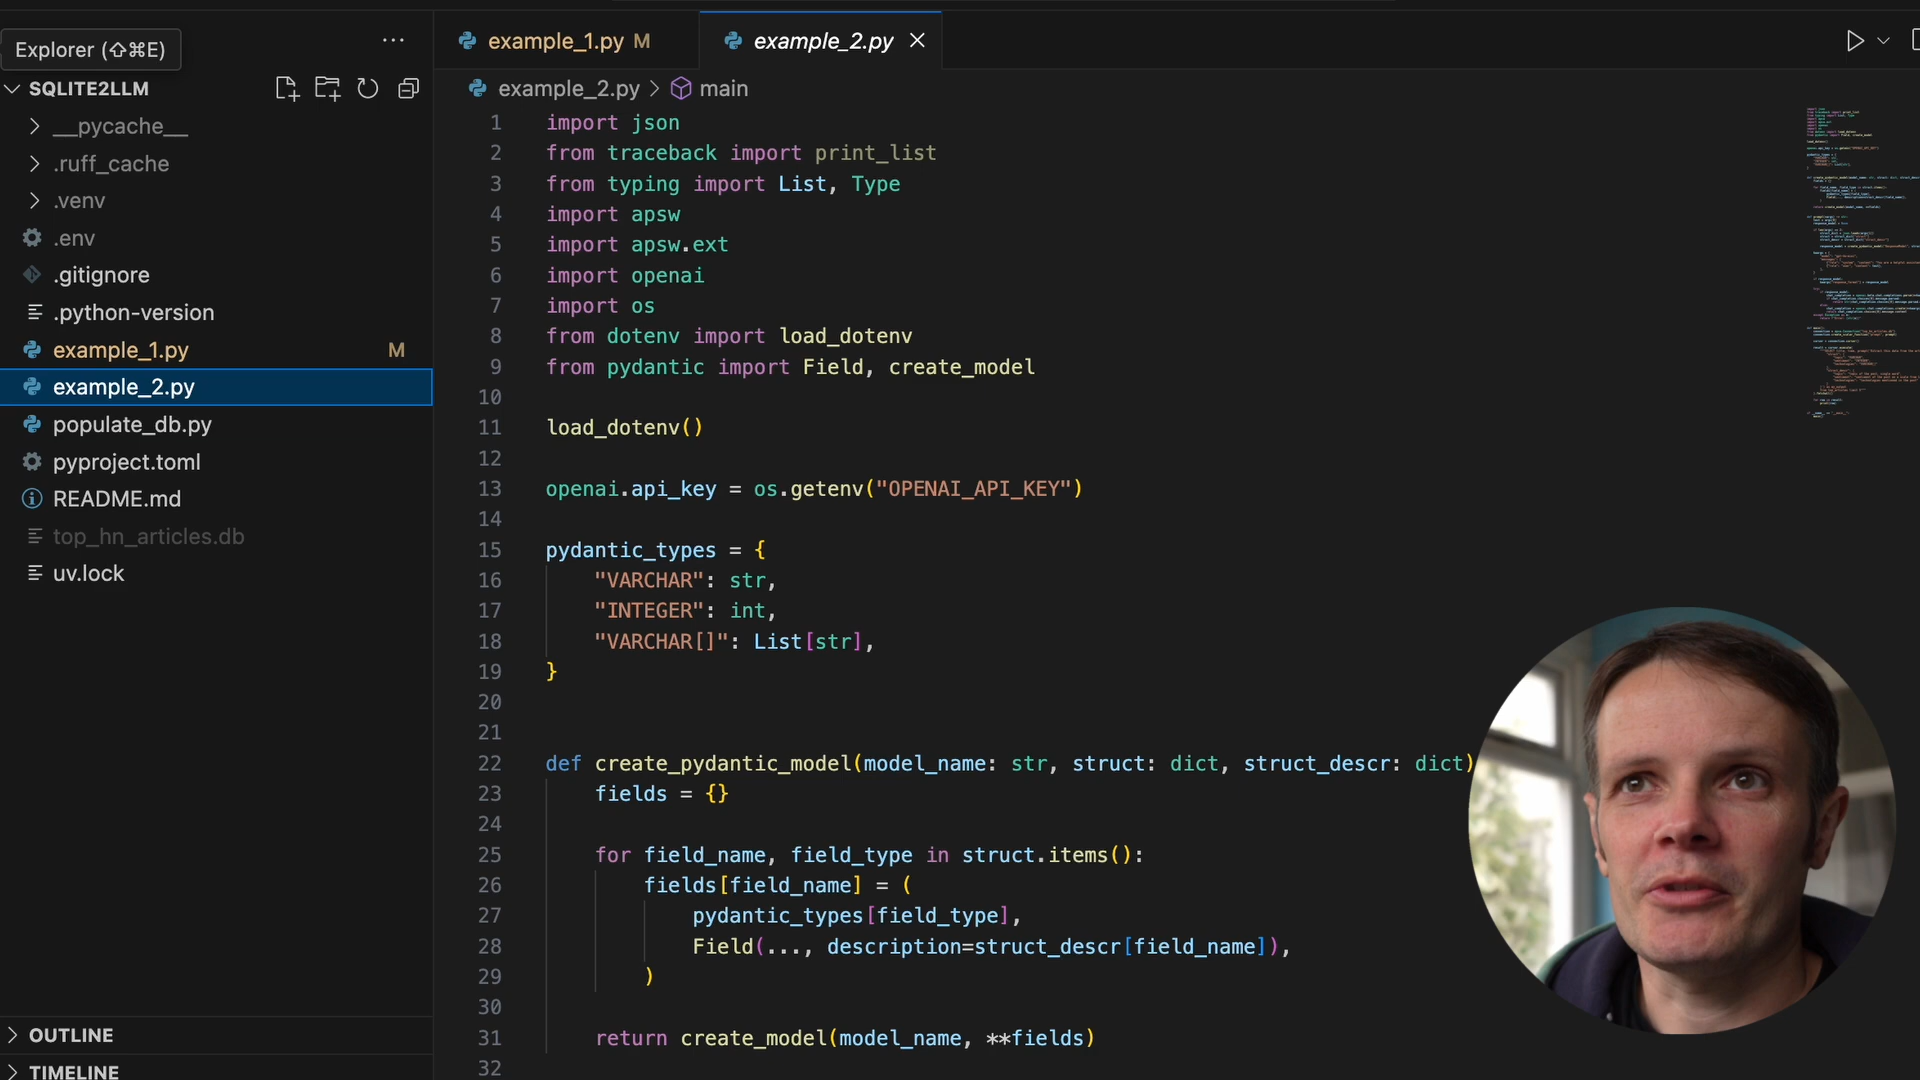 Explorer (⇧⌘E)
SQLITE2LLM
__pycache__
.ruff_cache
.venv
.env
.gitignore
.python-version
example_1.py M
example_2.py
populate_db.py
pyproject.toml
README.md
top_hn_articles.db
uv.lock
OUTLINE
TIMELINE
example_1.py M
example_2.py
example_2.py > main
1 import json
2 from traceback import print_list
3 from typing import List, Type
4 import apsw
5 import apsw.ext
6 import openai
7 import os
8 from dotenv import load_dotenv
9 from pydantic import Field, create_model
10
11 load_dotenv()
12
13 openai.api_key = os.getenv("OPENAI_API_KEY")
14
15 pydantic_types = {
16     "VARCHAR": str,
17     "INTEGER": int,
18     "VARCHAR[]": List[str],
19 }
20
21
22 def create_pydantic_model(model_name: str, struct: dict, struct_descr: dict)
23     fields = {}
24
25     for field_name, field_type in struct.items():
26         fields[field_name] = (
27             pydantic_types[field_type],
28             Field(..., description=struct_descr[field_name]),
29         )
30
31     return create_model(model_name, **fields)
32